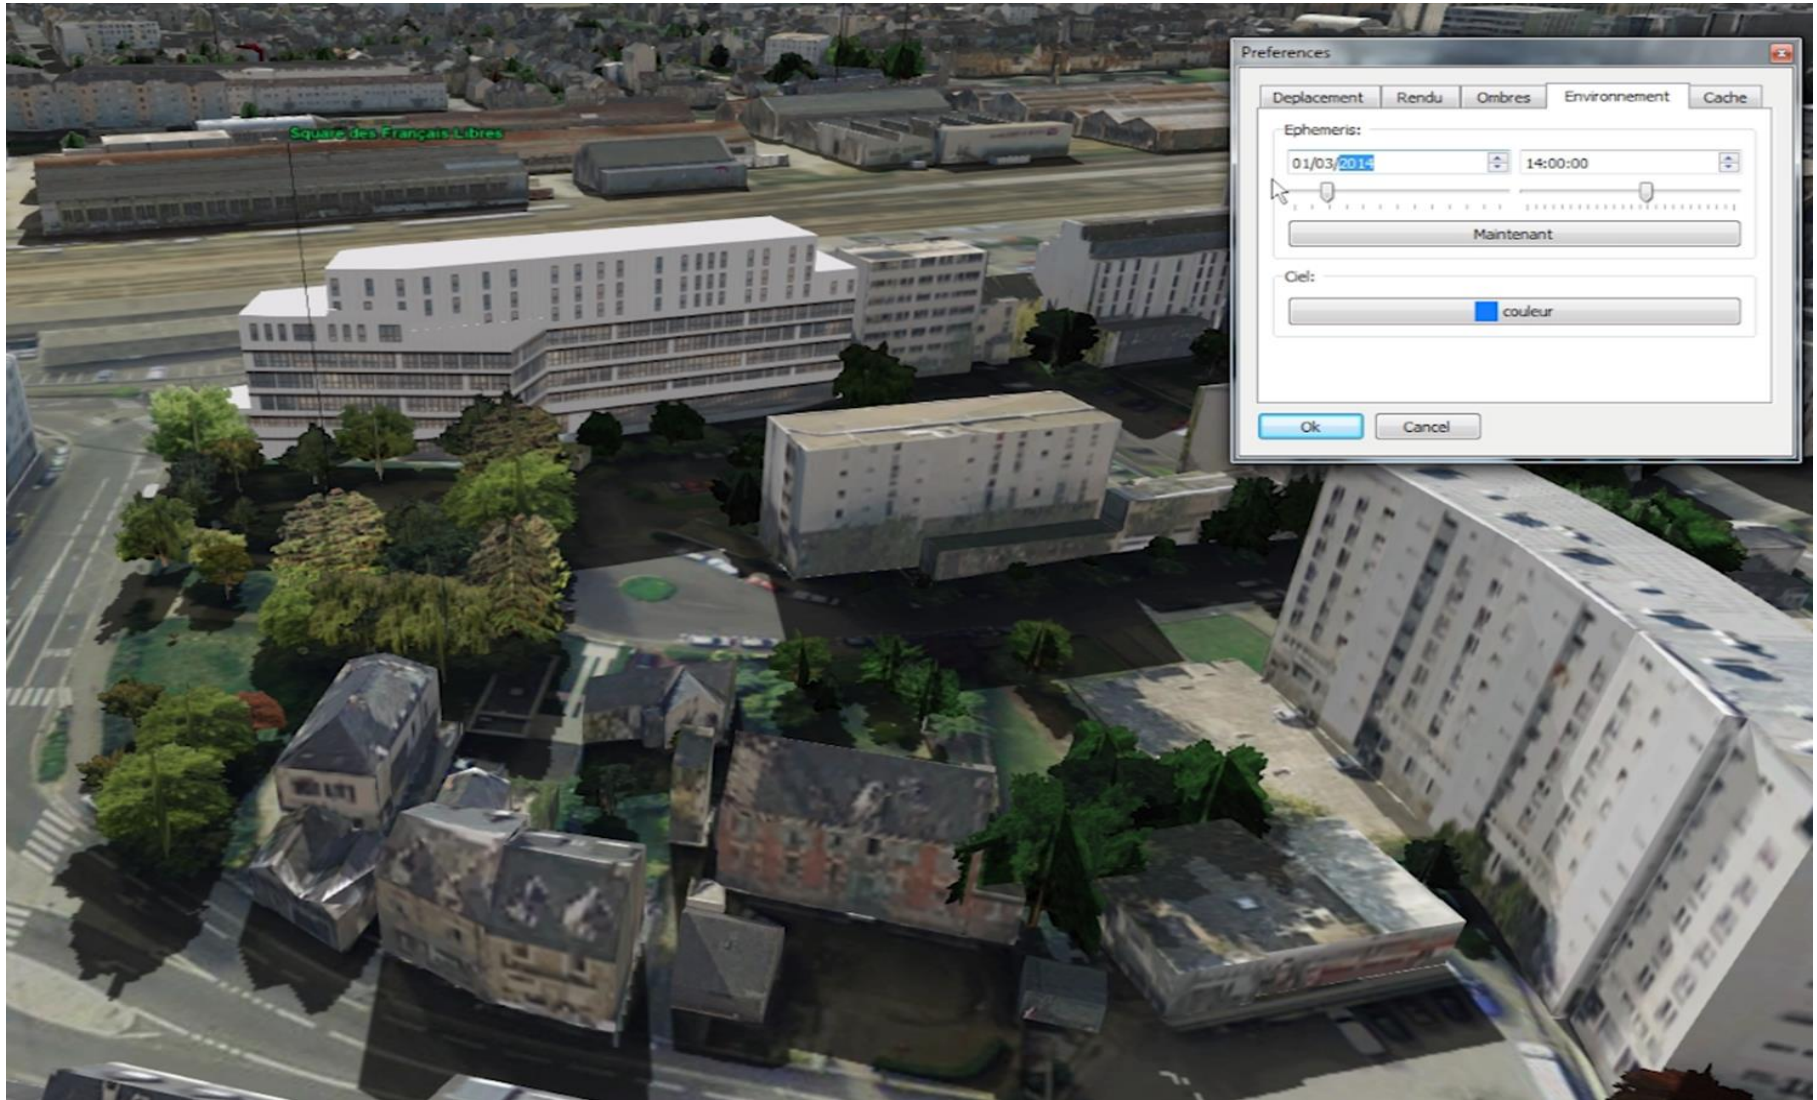 Preferences
Deplacement Rendu Ombres Environnement Cache
Ephemeris:
01/03/2014 14:00:00
Maintenant
Ciel:
couleur
Ok Cancel
Square des Français Libres